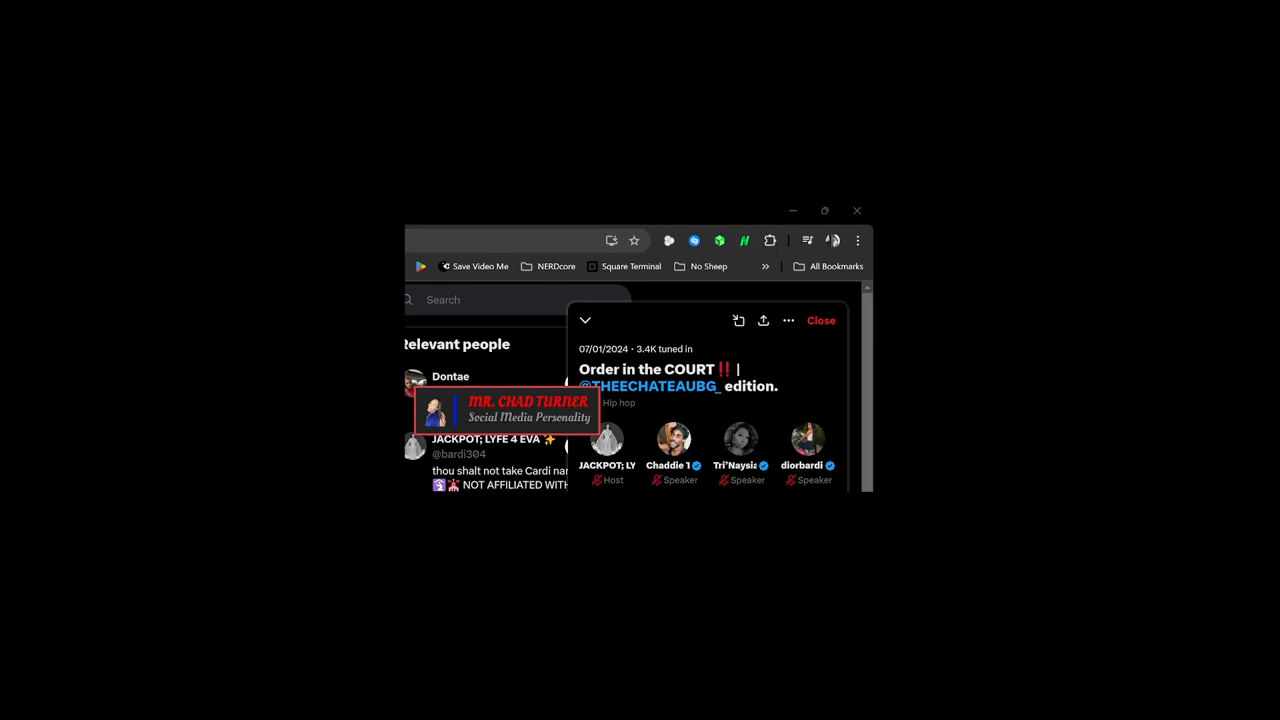 Save Video Me
NERDcore
Square Terminal
No Sheep
All Bookmarks
Search
Close
Relevant people
07/01/2024 · 3.4K tuned in
Order in the COURT‼️ |
@THEECHATEAUBG_ edition.
Hip hop
Dontae
MR. CHAD TURNER
Social Media Personality
JACKPOT; LYFE 4 EVA ✨
@bardi304
thou shalt not take Cardi nan
NOT AFFILIATED WITH
JACKPOT; LY
Chaddie T
Tri'Naysia
diorbardi
Host
Speaker
Speaker
Speaker